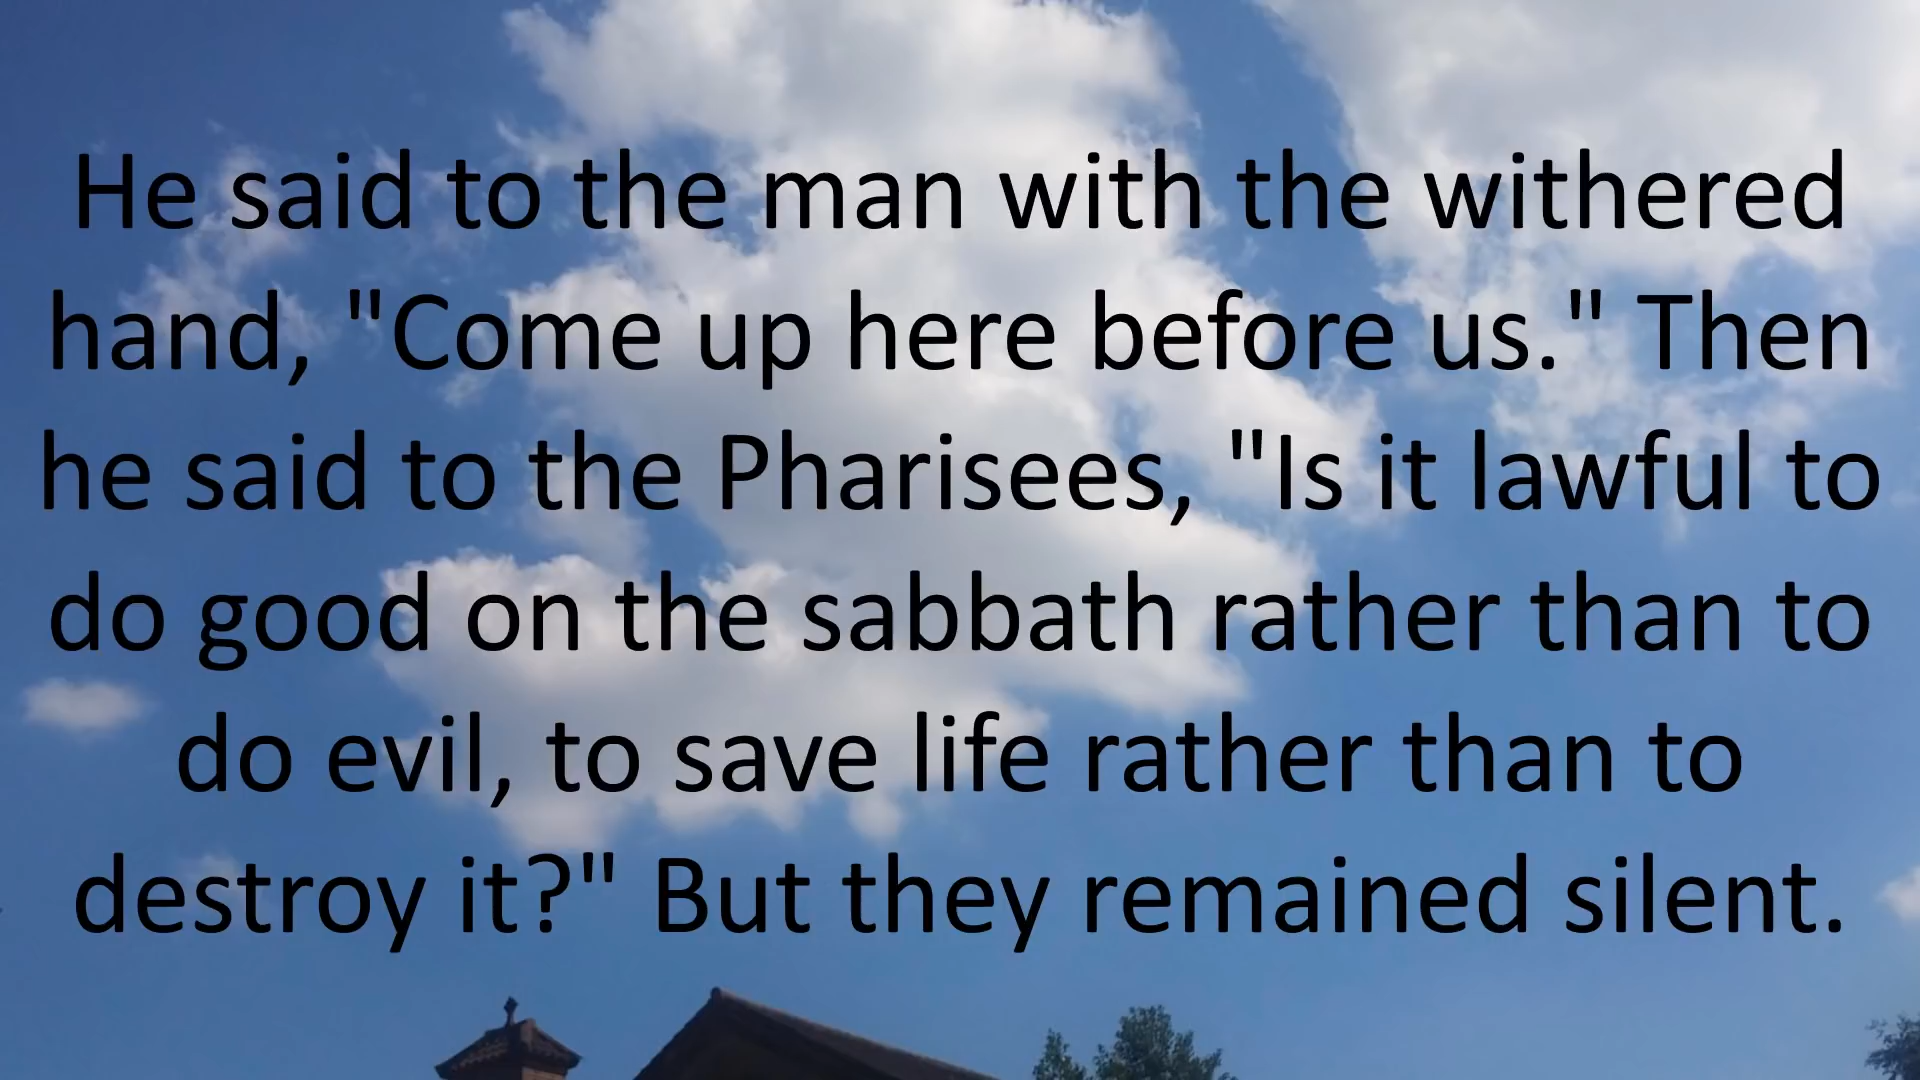 He said to the man with the withered
hand, "Come up here before us." Then
he said to the Pharisees, "Is it lawful to
do good on the sabbath rather than to
do evil, to save life rather than to
destroy it?" But they remained silent.